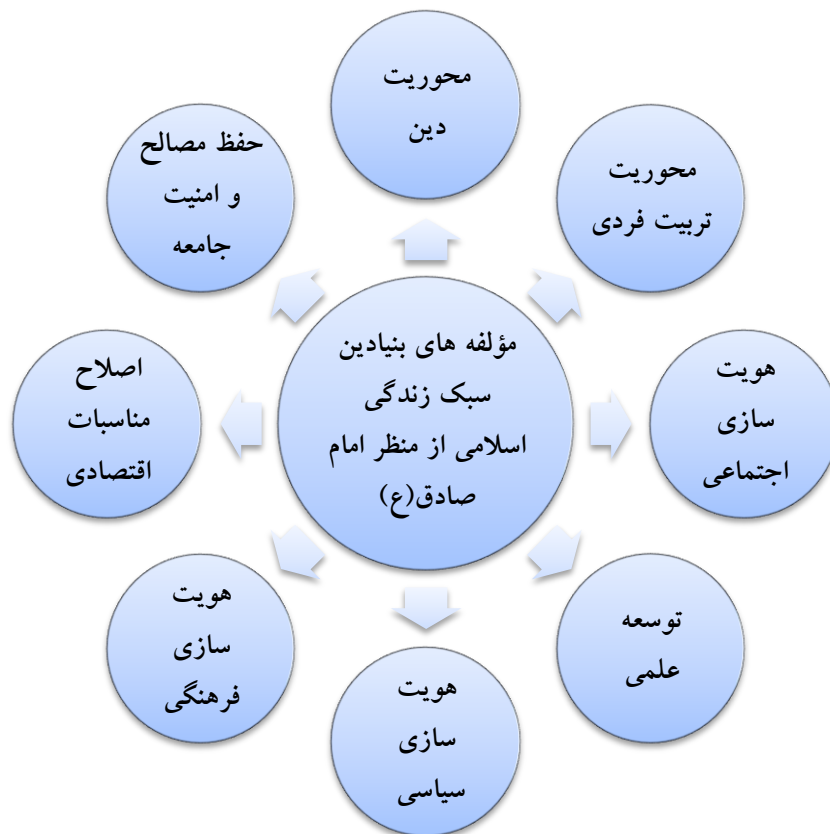 مؤلفه های بنیادین
سبک زندگی
اسلامی از منظر امام
صادق(ع)
محوریت
دین
محوریت
تربیت فردی
هویت
سازی
اجتماعی
توسعه
علمی
هویت
سازی
سیاسی
هویت
سازی
فرهنگی
اصلاح
مناسبات
اقتصادی
حفظ مصالح
و امنیت
جامعه